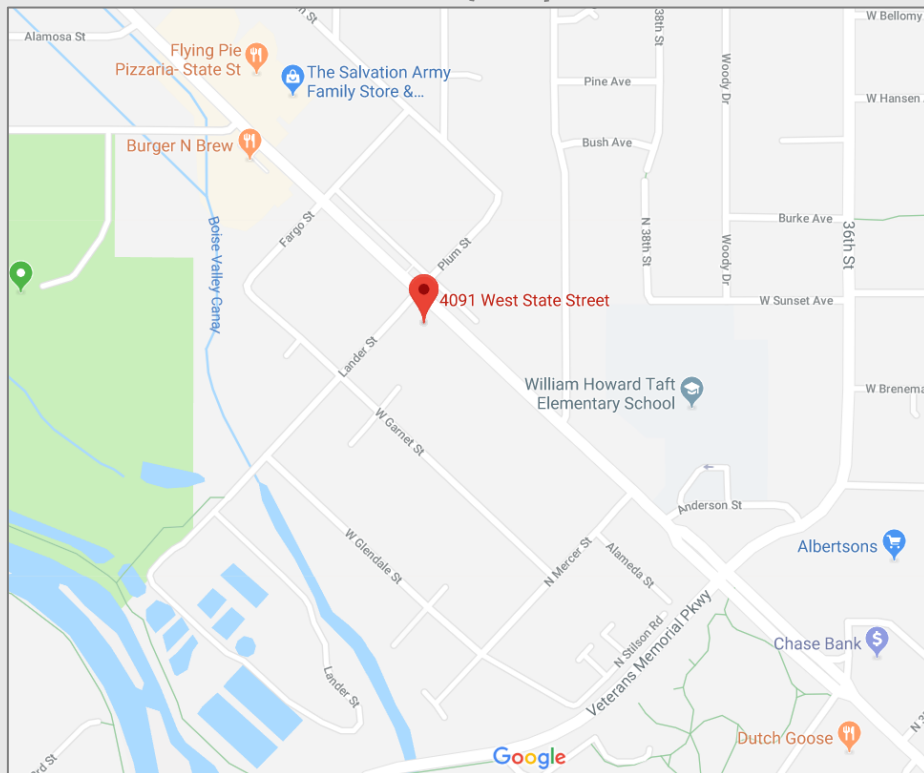 Alamosa St
Flying Pie
Pizzaria- State St
The Salvation Army
Family Store &...
38th St
W Bellomy
Pine Ave
Woody Dr
W Hansen
Burger N Brew
Bush Ave
Fargo St
Boise Valley Canay
Plum St
N 38th St
Woody Dr
Burke Ave
36th St
4091 West State Street
W Sunset Ave
Lander St
William Howard Taft
Elementary School
W Brenema
W Garnet St
Anderson St
W Glendale St
N Mercer St
Alameda St
Albertsons
N Stilson Rd
Veterans Memorial Pkwy
Chase Bank
Lander St
Dutch Goose
Google
3rd St